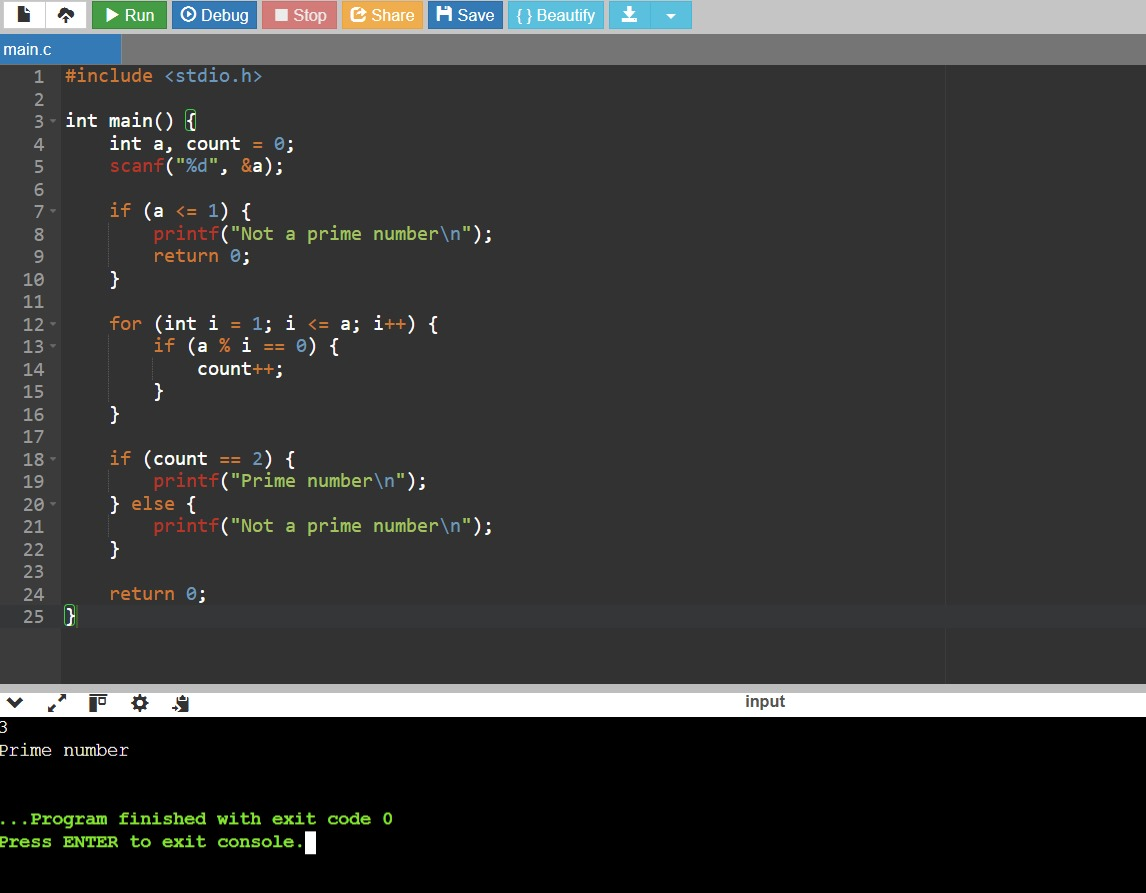 Run Debug Stop Share Save { } Beautify
main.c
1 #include <stdio.h>
2
3 int main() {
4     int a, count = 0;
5     scanf("%d", &a);
6
7     if (a <= 1) {
8         printf("Not a prime number\n");
9         return 0;
10     }
11
12     for (int i = 1; i <= a; i++) {
13         if (a % i == 0) {
14             count++;
15         }
16     }
17
18     if (count == 2) {
19         printf("Prime number\n");
20     } else {
21         printf("Not a prime number\n");
22     }
23
24     return 0;
25 }
input
3
Prime number
...Program finished with exit code 0
Press ENTER to exit console.